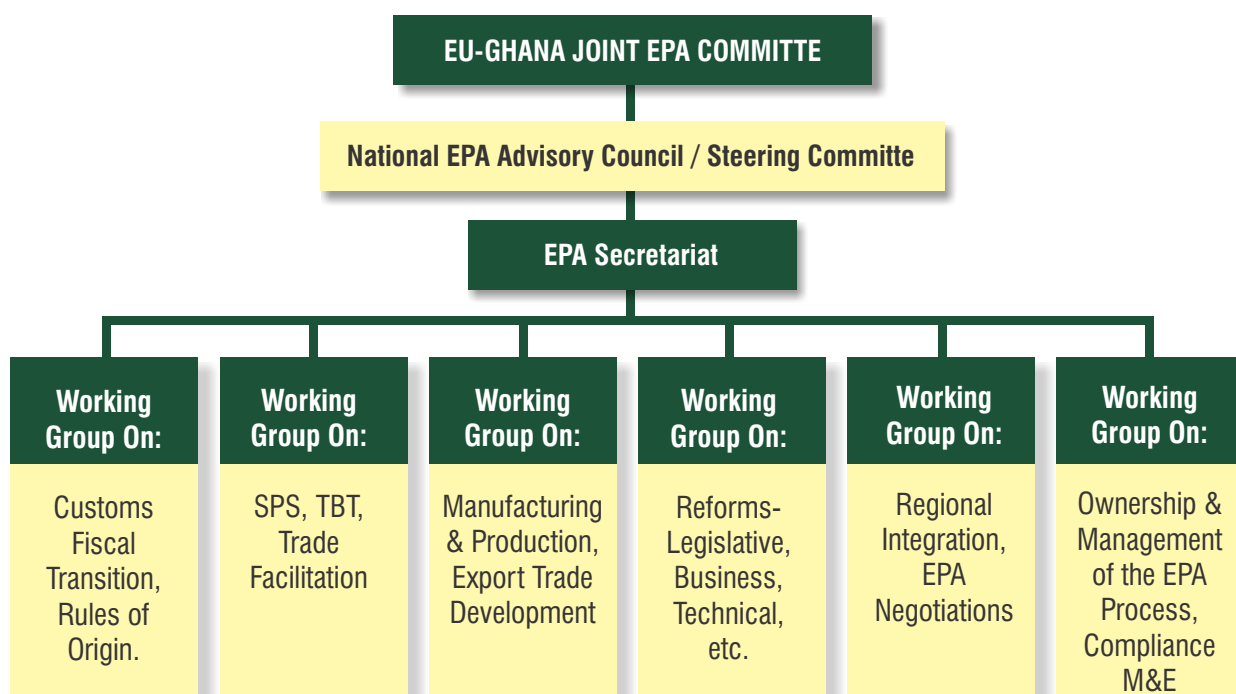 EU-GHANA JOINT EPA COMMITTE
National EPA Advisory Council / Steering Committe
EPA Secretariat
Working
Group On:
Customs
Fiscal
Transition,
Rules of
Origin.
Working
Group On:
SPS, TBT,
Trade
Facilitation
Working
Group On:
Manufacturing
& Production,
Export Trade
Development
Working
Group On:
Reforms-
Legislative,
Business,
Technical,
etc.
Working
Group On:
Regional
Integration,
EPA
Negotiations
Working
Group On:
Ownership &
Management
of the EPA
Process,
Compliance
M&E